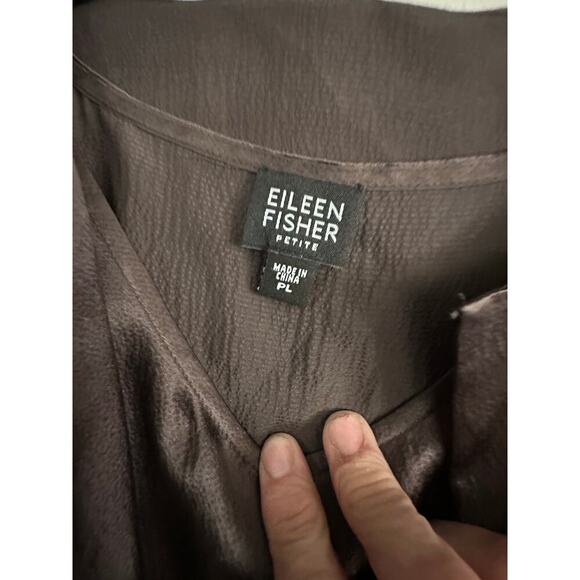 EILEEN
FISHER
PETITE
MADE IN
CHINA
PL